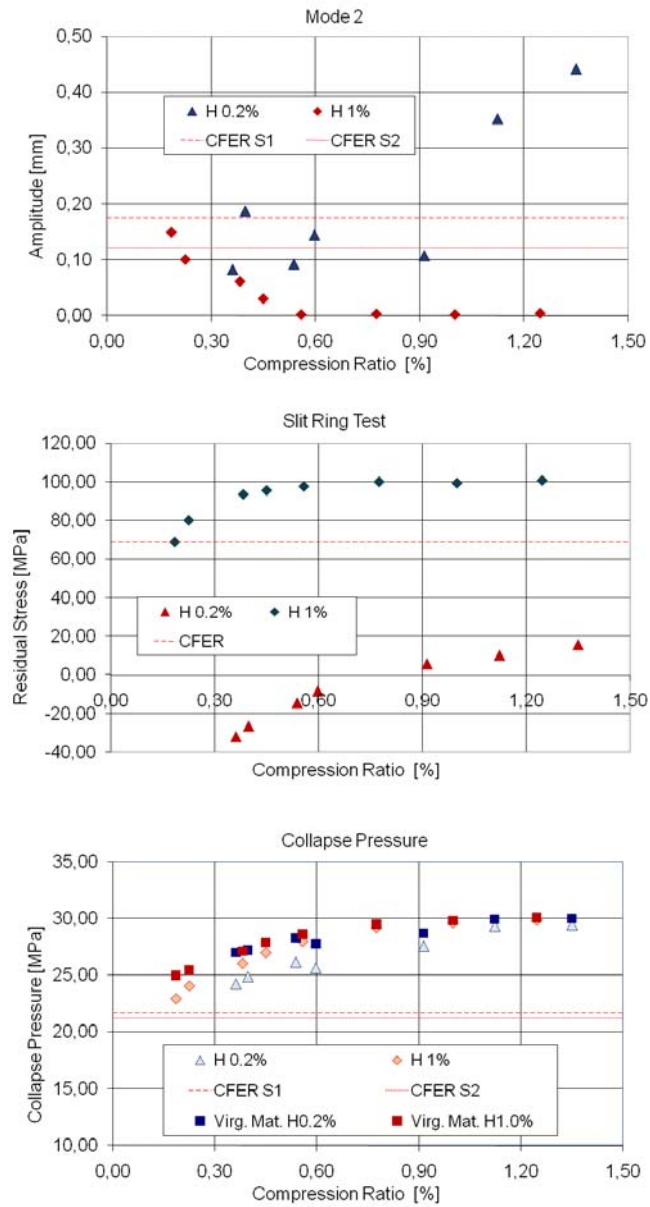 Mode 2
0,50
0,40
0,30
0,20
0,10
0,00
Amplitude [mm]
H 0.2%
H 1%
CFER S1
CFER S2
0,00 0,30 0,60 0,90 1,20 1,50
Compression Ratio [%]
Slit Ring Test
120,00
100,00
80,00
60,00
40,00
20,00
0,00
-20,00
-40,00
Residual Stress [MPa]
H 0.2%
H 1%
CFER
0,00 0,30 0,60 0,90 1,20 1,50
Compression Ratio [%]
Collapse Pressure
35,00
30,00
25,00
20,00
15,00
10,00
Collapse Pressure [MPa]
H 0.2%
H 1%
CFER S1
CFER S2
Virg. Mat. H0.2%
Virg. Mat. H1.0%
0,00 0,30 0,60 0,90 1,20 1,50
Compression Ratio [%]